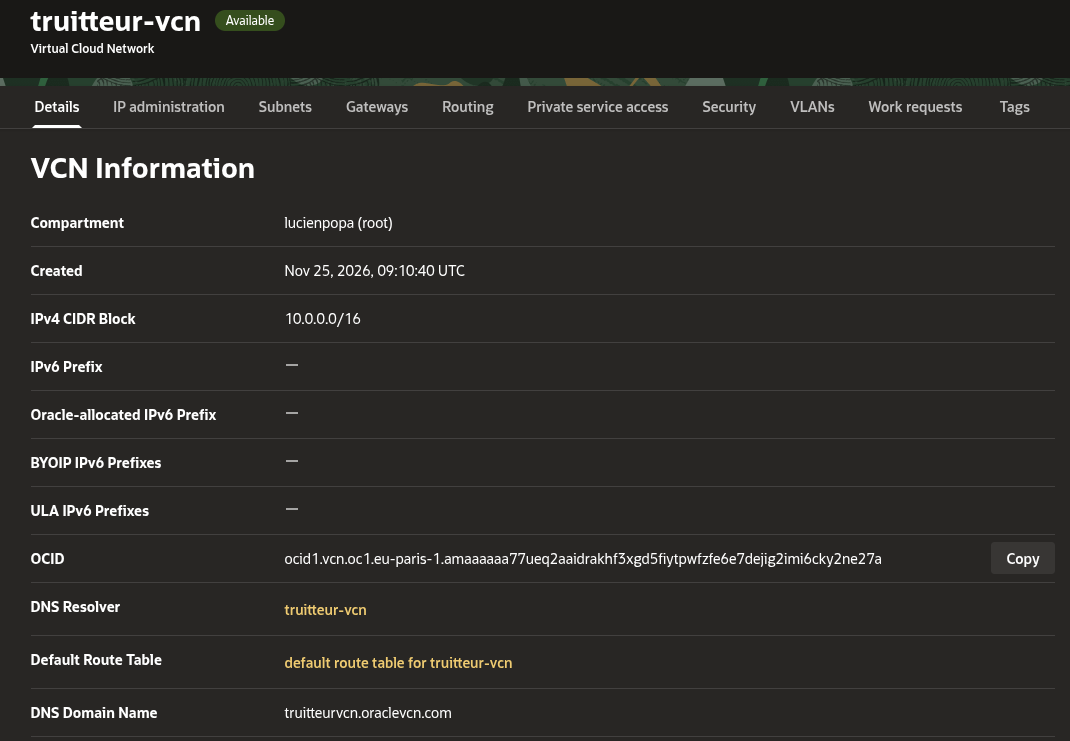 truitteur-vcn Available
Virtual Cloud Network
Details IP administration Subnets Gateways Routing Private service access Security VLANs Work requests Tags
VCN Information
Compartment lucienpopa (root)
Created Nov 25, 2026, 09:10:40 UTC
IPv4 CIDR Block 10.0.0.0/16
IPv6 Prefix —
Oracle-allocated IPv6 Prefix —
BYOIP IPv6 Prefixes —
ULA IPv6 Prefixes —
OCID ocid1.vcn.oc1.eu-paris-1.amaaaaaa77ueq2aaidrakhf3xgd5fiytpwfzfe6e7dejig2imi6cky2ne27a Copy
DNS Resolver truitteur-vcn
Default Route Table default route table for truitteur-vcn
DNS Domain Name truitteurvcn.oraclevcn.com